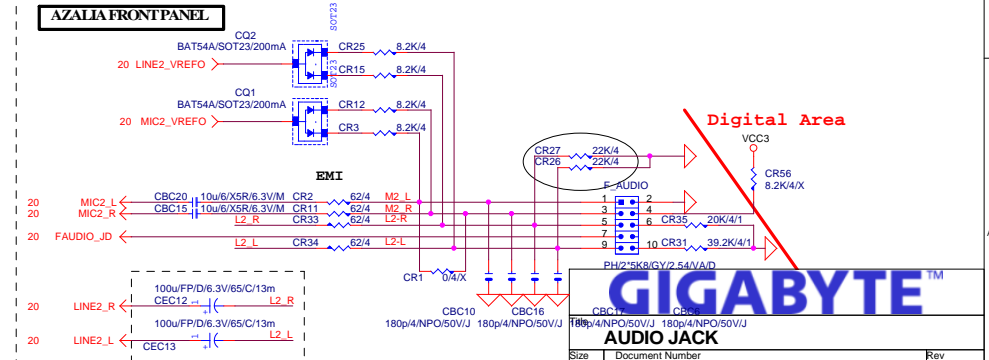 AZALIA FRONT PANEL
SOT23
CQ2
BAT54A/SOT23/200mA
CR25 8.2K/4
20 LINE2_VREFO
CR15 8.2K/4
SOT23
CQ1
BAT54A/SOT23/200mA
CR12 8.2K/4
20 MIC2_VREFO
CR3 8.2K/4
Digital Area
VCC3
CR27 22K/4
CR26 22K/4
CR56
8.2K/4/X
EMI
F_AUDIO
20 MIC2_L CBC20 10u/6/X5R/6.3V/M CR2 62/4 M2_L 1 2
20 MIC2_R CBC15 10u/6/X5R/6.3V/M CR11 62/4 M2_R 3 4
L2_R CR33 62/4 L2-R 5 6 CR35 20K/4/1
20 FAUDIO_JD 7
L2_L CR34 62/4 L2-L 9 10 CR31 39.2K/4/1
PH/2*5K8/GY/2.54/VA/D
CR1 0/4/X
100u/FP/D/6.3V/65/C/13m
20 LINE2_R CEC12 1 + L2_R
100u/FP/D/6.3V/65/C/13m
20 LINE2_L CEC13 1 + L2_L
CBC10 CBC16 CBC17 CBC6
180p/4/NPO/50V/J 180p/4/NPO/50V/J 180p/4/NPO/50V/J 180p/4/NPO/50V/J
GIGABYTE™
Title
AUDIO JACK
Size Document Number Rev